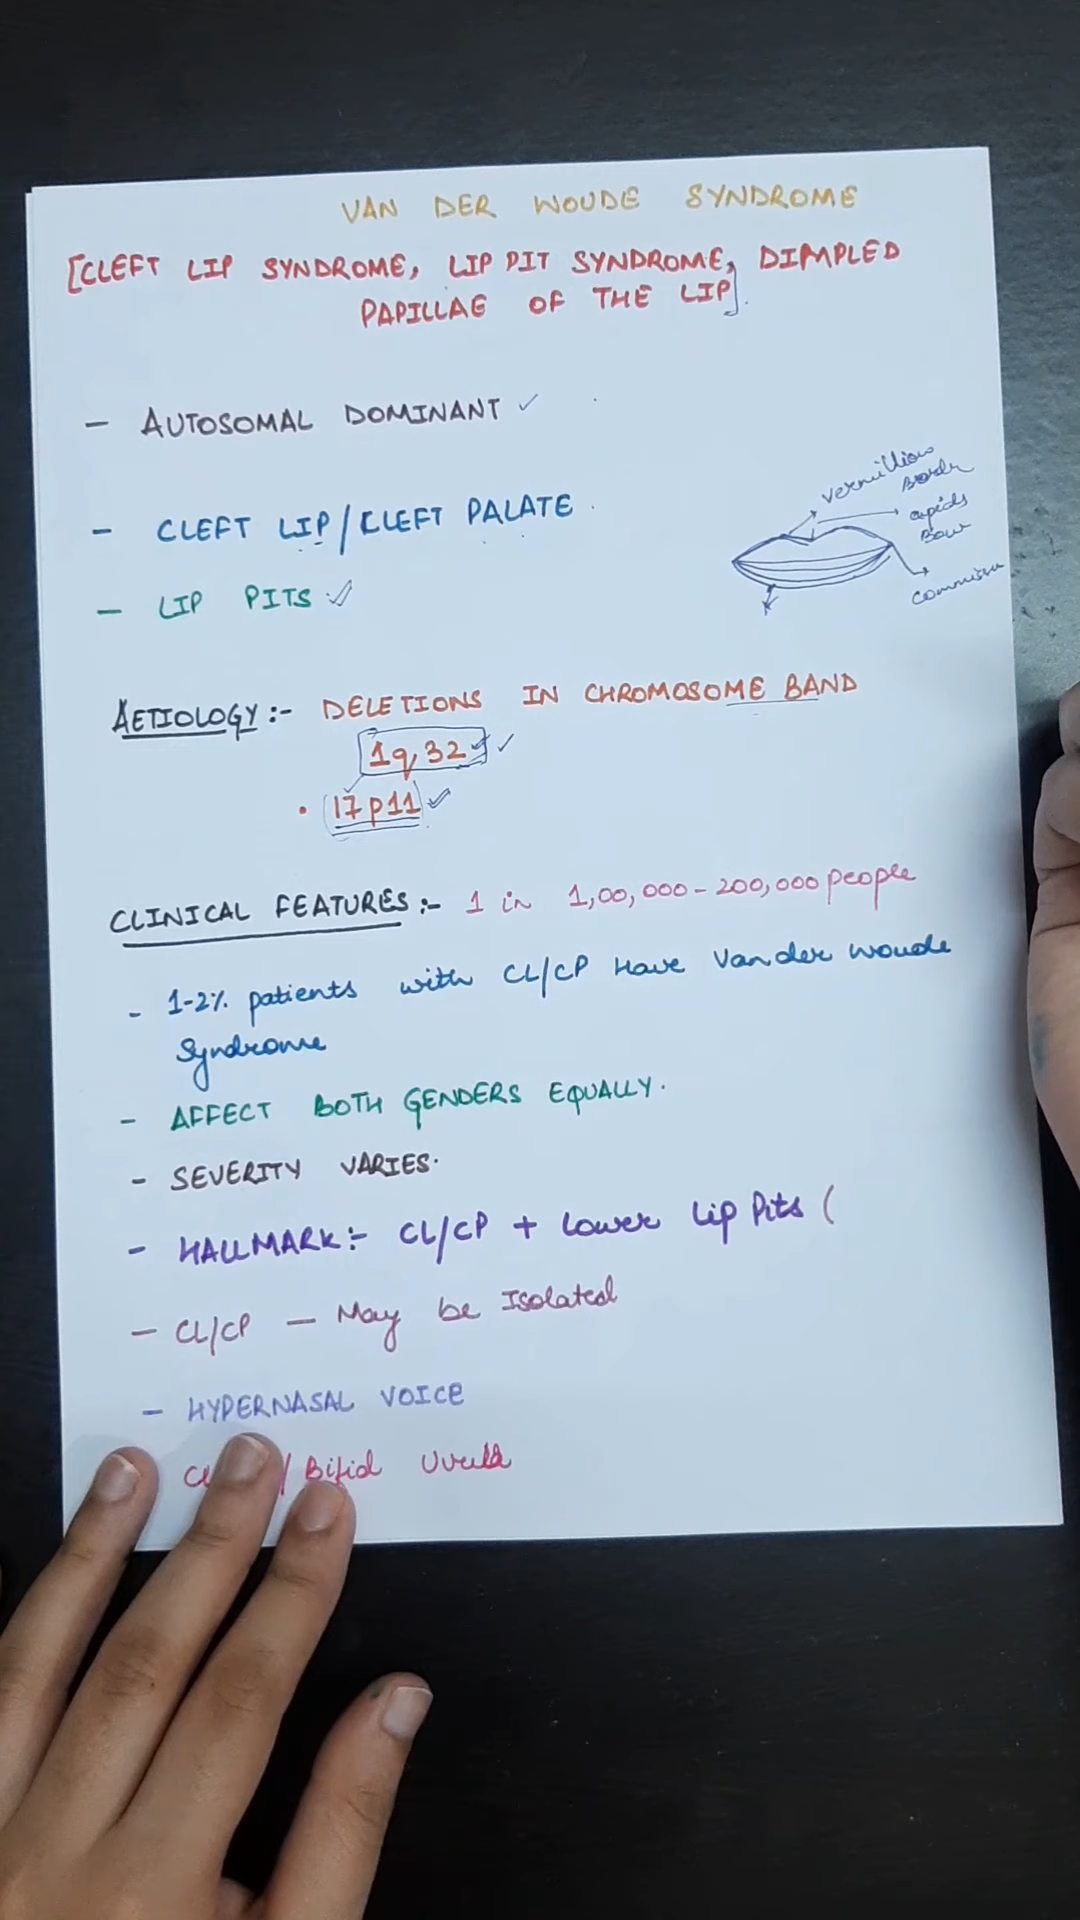 VAN DER WOUDE SYNDROME
[CLEFT LIP SYNDROME, LIP PIT SYNDROME, DIMPLED
PAPILLAE OF THE LIP].
- AUTOSOMAL DOMINANT ✓
- CLEFT LIP/CLEFT PALATE
- LIP PITS ✓
vermillion
Border
cupids
Bow
AETIOLOGY:- DELETIONS IN CHROMOSOME BAND
1q32 ✓
• 17p11 ✓
CLINICAL FEATURES:- 1 in 1,00,000-200,000 people
- 1-2% patients with CL/CP Have Van der woude
Syndrome
- AFFECT BOTH GENDERS EQUALLY.
- SEVERITY VARIES.
- HALLMARK:- CL/CP + Lower Lip Pits (
- CL/CP - May be Isolated
- HYPERNASAL VOICE
/ Bifid Uvula